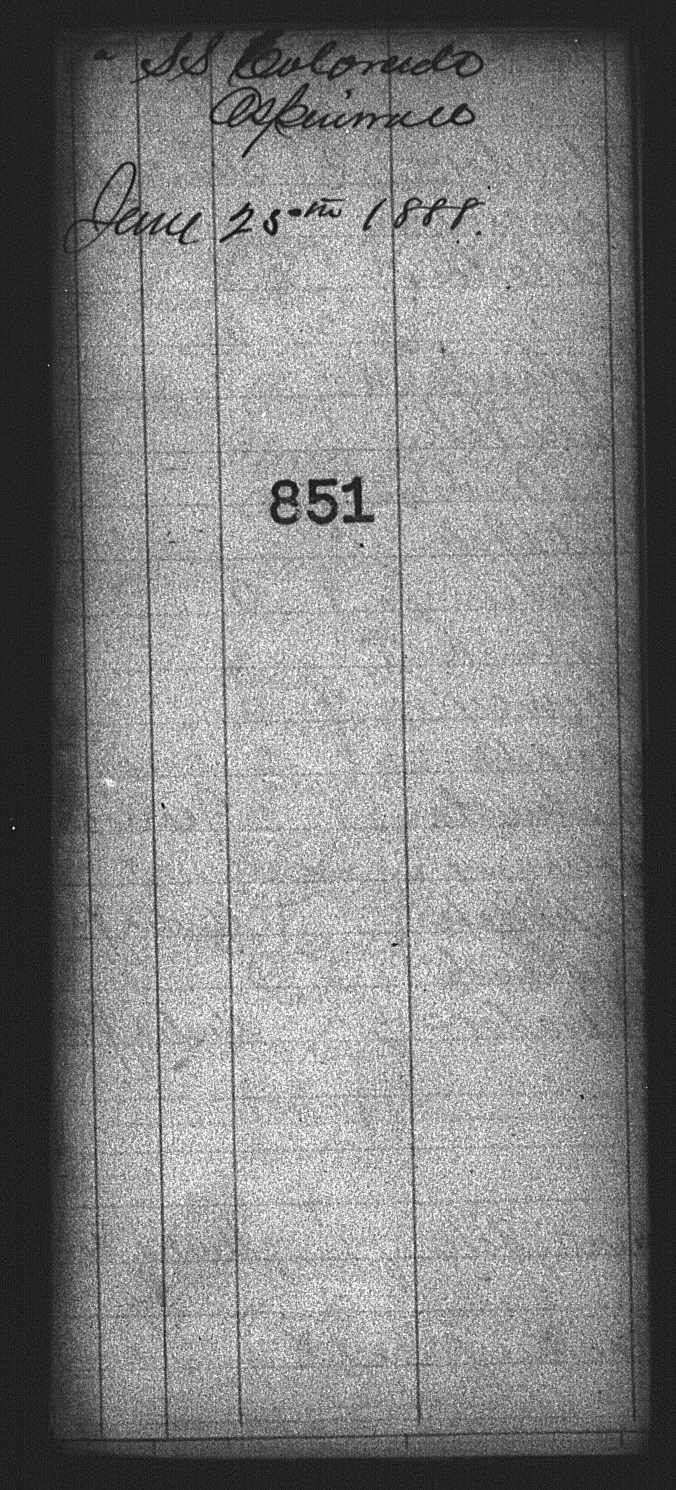 SS Colorado
Aspinwall
June 25th 1888.
851